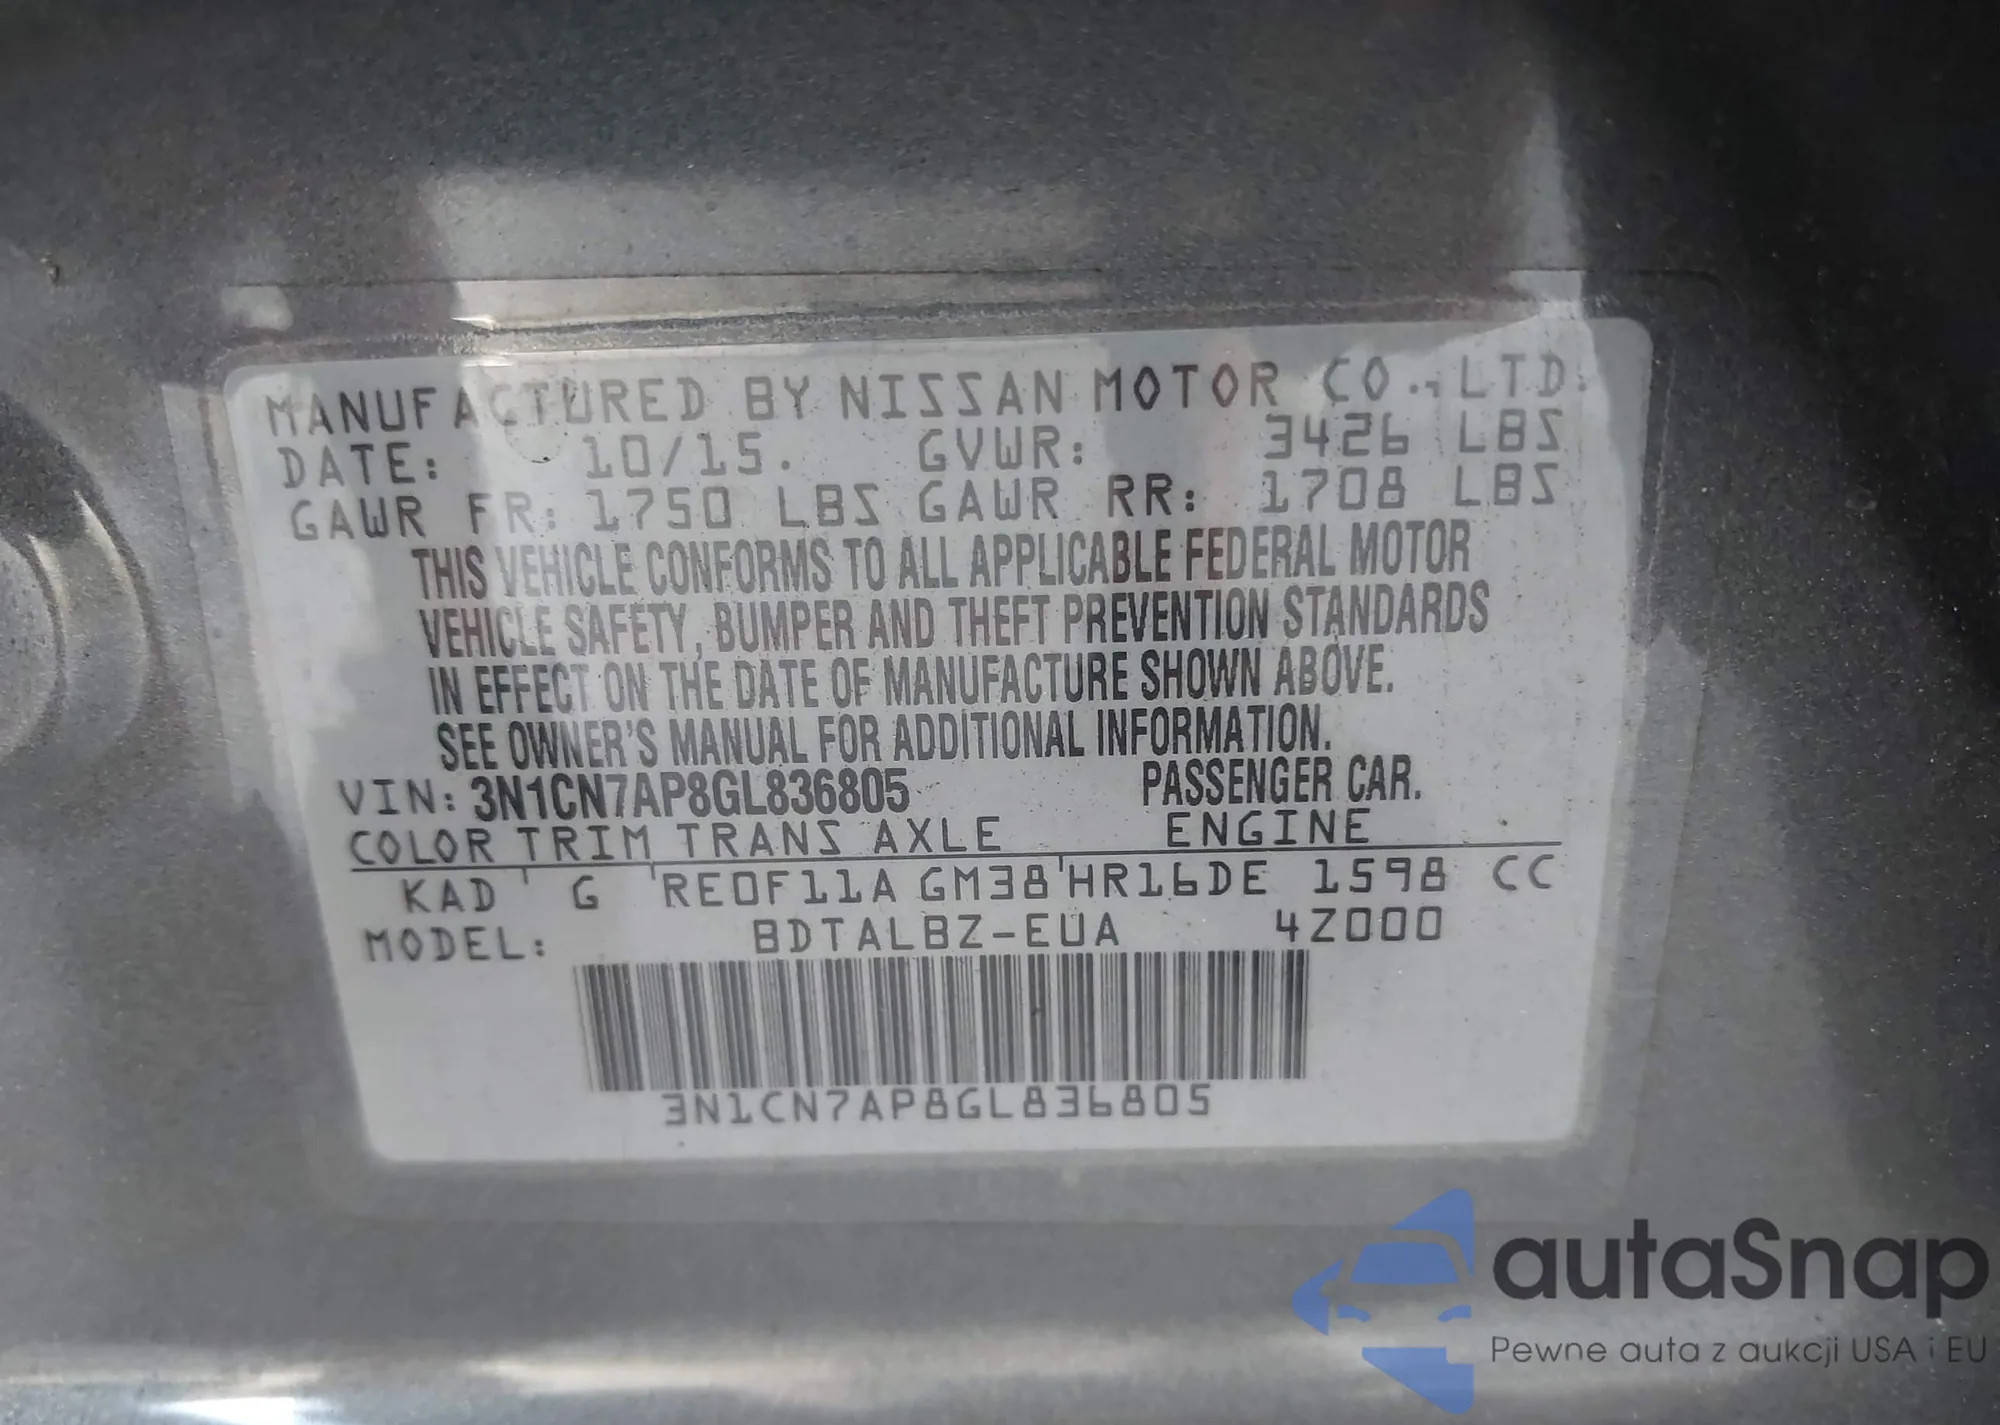 MANUFACTURED BY NISSAN MOTOR CO., LTD.
DATE: 10/15. GVWR: 3426 LBS
GAWR FR: 1750 LBS GAWR RR: 1708 LBS
THIS VEHICLE CONFORMS TO ALL APPLICABLE FEDERAL MOTOR
VEHICLE SAFETY, BUMPER AND THEFT PREVENTION STANDARDS
IN EFFECT ON THE DATE OF MANUFACTURE SHOWN ABOVE.
SEE OWNER'S MANUAL FOR ADDITIONAL INFORMATION.
VIN: 3N1CN7AP8GL836805 PASSENGER CAR.
COLOR TRIM TRANS AXLE ENGINE
KAD G RE0F11A GM38 HR16DE 1598 CC
MODEL: BDTALBZ-EUA 4Z000
3N1CN7AP8GL836805
autaSnap
Pewne auta z aukcji USA i EU